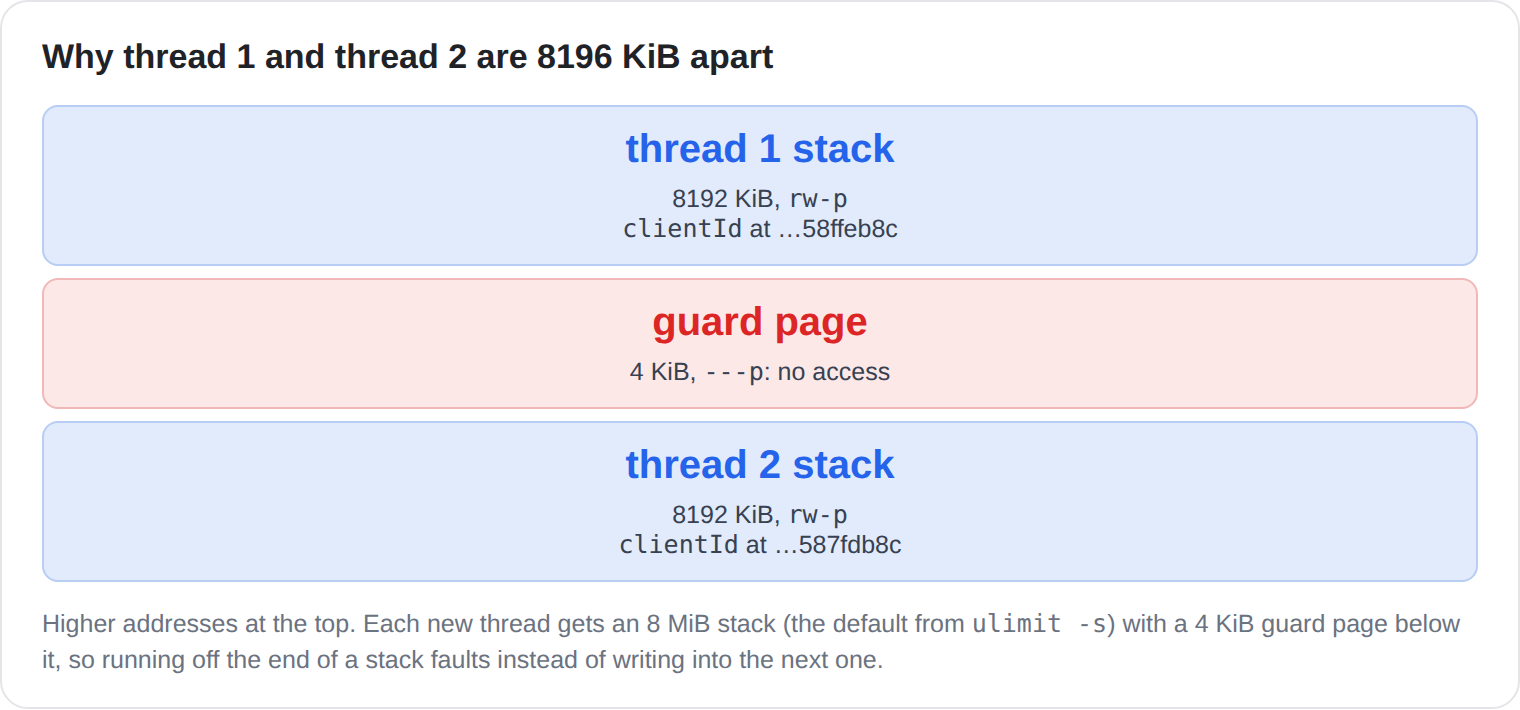 Why thread 1 and thread 2 are 8196 KiB apart
thread 1 stack
8192 KiB, rw-p
clientId at …58ffeb8c
guard page
4 KiB, ---p: no access
thread 2 stack
8192 KiB, rw-p
clientId at …587fdb8c
Higher addresses at the top. Each new thread gets an 8 MiB stack (the default from ulimit -s) with a 4 KiB guard page below
it, so running off the end of a stack faults instead of writing into the next one.